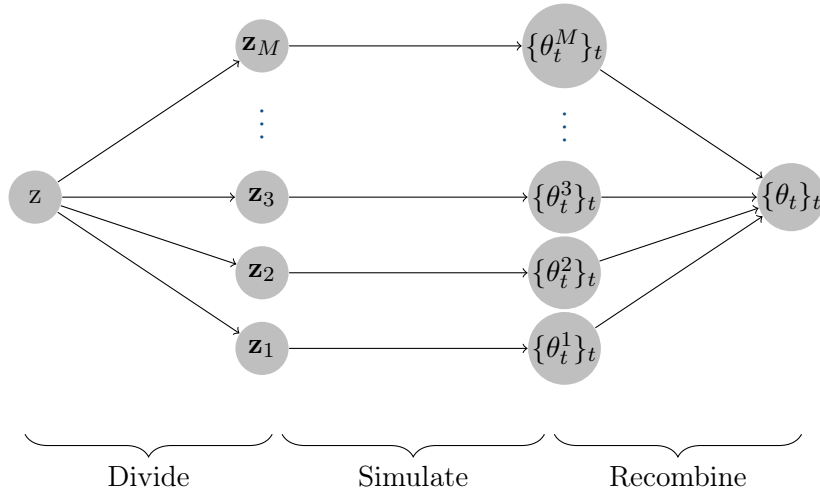 𝐳_M
{θ_t^M}_t
⋮
⋮
z
𝐳_3
{θ_t^3}_t
{θ_t}_t
𝐳_2
{θ_t^2}_t
𝐳_1
{θ_t^1}_t
Divide
Simulate
Recombine